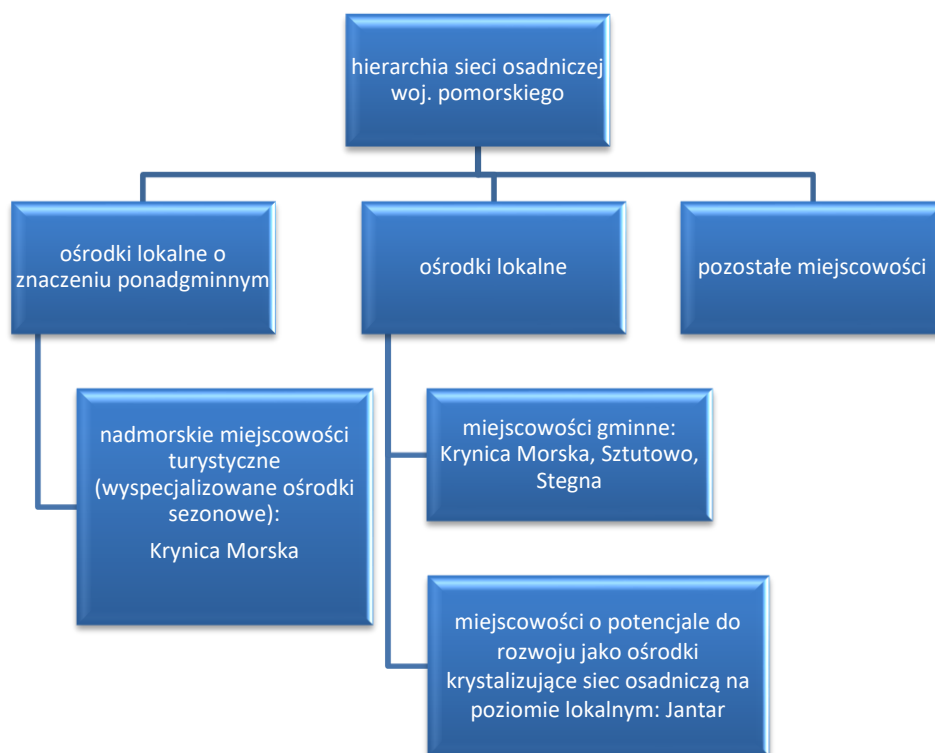 hierarchia sieci osadniczej
woj. pomorskiego
ośrodki lokalne o
znaczeniu ponadgminnym
ośrodki lokalne
pozostałe miejscowości
nadmorskie miejscowości
turystyczne
(wyspecjalizowane ośrodki
sezonowe):
Krynica Morska
miejscowości gminne:
Krynica Morska, Sztutowo,
Stegna
miejscowości o potencjale do
rozwoju jako ośrodki
krystalizujące siec osadniczą na
poziomie lokalnym: Jantar